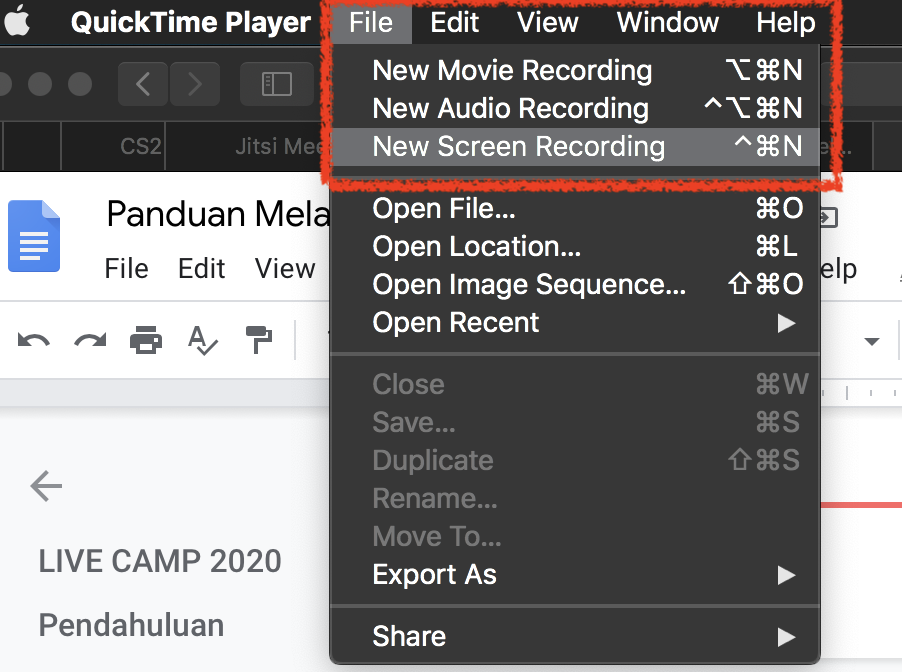 QuickTime Player File Edit View Window Help
New Movie Recording ⌥⌘N
New Audio Recording ^⌥⌘N
CS2 Jitsi Mee
New Screen Recording ^⌘N
Panduan Mela
Open File... ⌘O
Open Location... ⌘L
File Edit View elp
Open Image Sequence... ⇧⌘O
Open Recent ▶
Close ⌘W
Save... ⌘S
Duplicate ⇧⌘S
Rename...
Move To...
LIVE CAMP 2020
Export As ▶
Pendahuluan
Share ▶